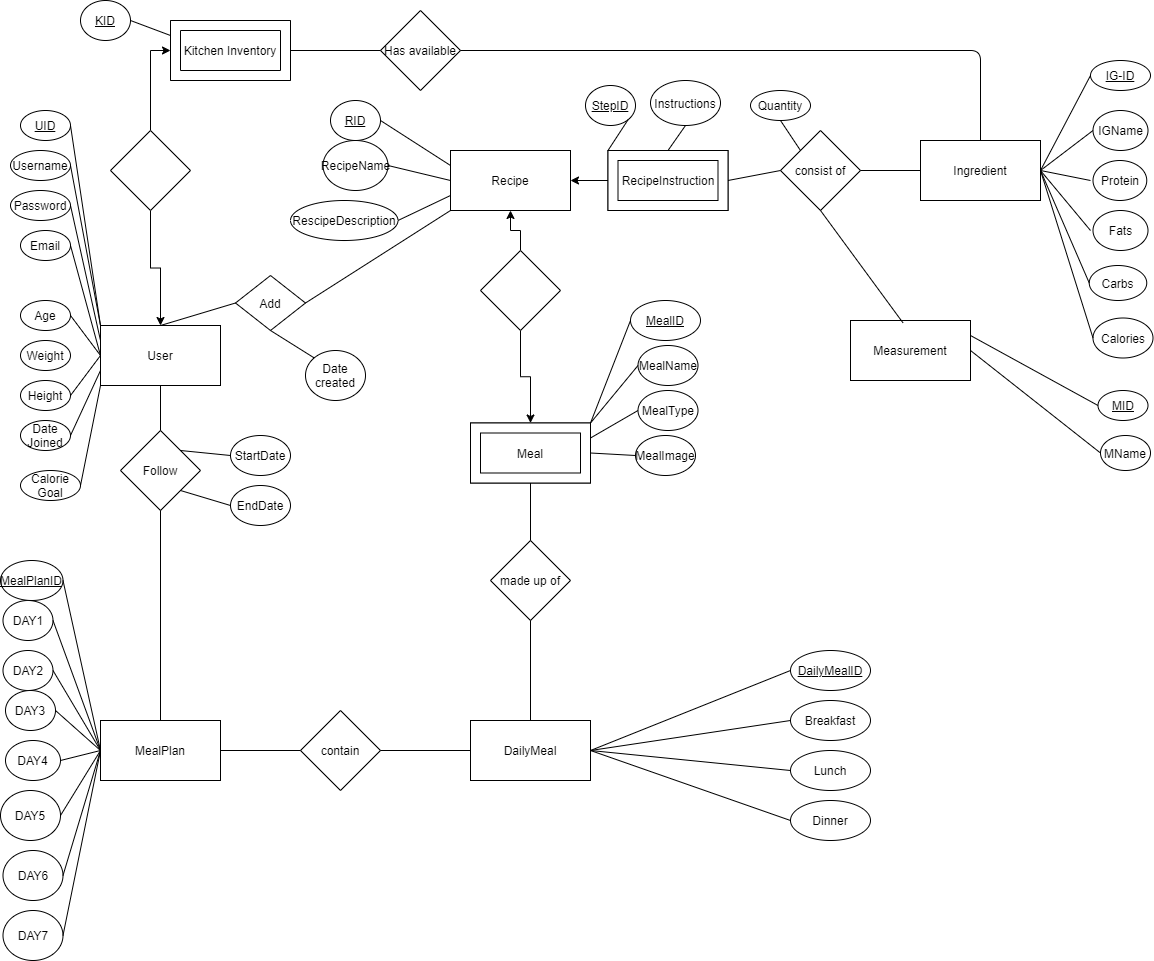 KID
Kitchen Inventory
Has available
IG-ID
StepID
Instructions
Quantity
UID
RID
IGName
Username
RecipeName
Recipe
RecipeInstruction
consist of
Ingredient
Protein
Password
RescipeDescription
Fats
Email
Carbs
Add
Age
MealID
Calories
User
Measurement
Weight
Date
created
MealName
Height
MealType
MID
Date
Joined
Follow
StartDate
Meal
MealImage
MName
Calorie
Goal
EndDate
MealPlanID
made up of
DAY1
DAY2
DailyMealID
DAY3
Breakfast
MealPlan
contain
DailyMeal
DAY4
Lunch
DAY5
Dinner
DAY6
DAY7